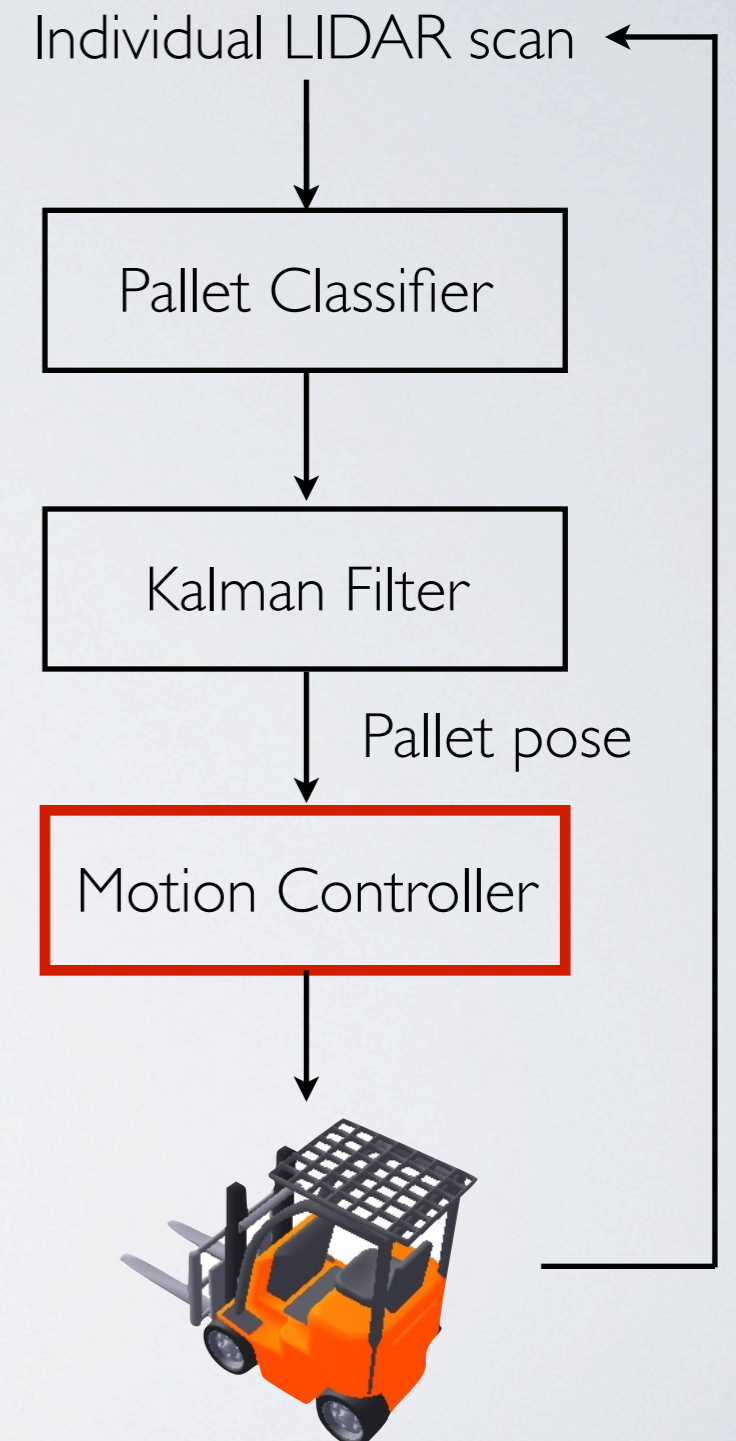 Individual LIDAR scan
Pallet Classifier
Kalman Filter
Pallet pose
Motion Controller